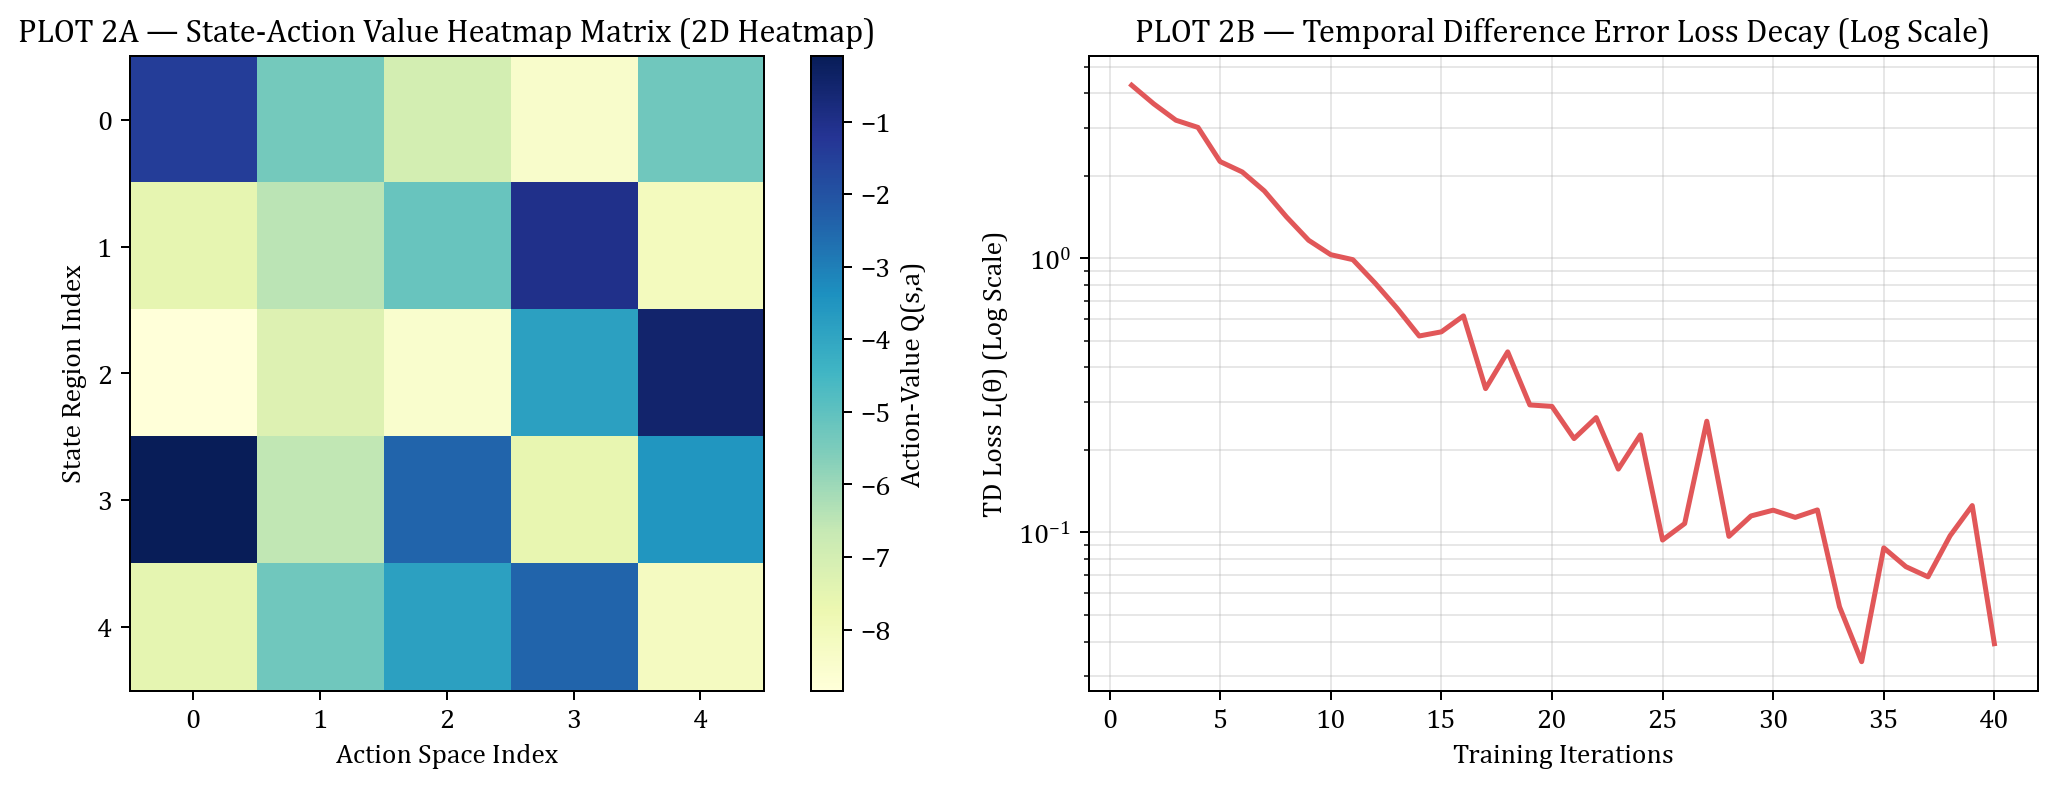 PLOT 2A — State-Action Value Heatmap Matrix (2D Heatmap)
State Region Index
0
1
2
3
4
0 1 2 3 4
Action Space Index
−1
−2
−3
−4
−5
−6
−7
−8
Action-Value Q(s,a)
PLOT 2B — Temporal Difference Error Loss Decay (Log Scale)
TD Loss L(θ) (Log Scale)
10⁰
10⁻¹
0 5 10 15 20 25 30 35 40
Training Iterations